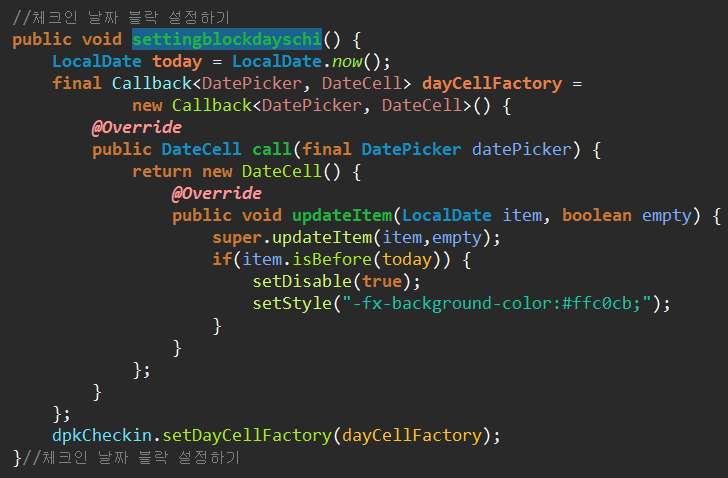 //체크인 날짜 블락 설정하기
public void settingblockdayschi() {
    LocalDate today = LocalDate.now();
    final Callback<DatePicker, DateCell> dayCellFactory =
            new Callback<DatePicker, DateCell>() {
        @Override
        public DateCell call(final DatePicker datePicker) {
            return new DateCell() {
                @Override
                public void updateItem(LocalDate item, boolean empty) {
                    super.updateItem(item,empty);
                    if(item.isBefore(today)) {
                        setDisable(true);
                        setStyle("-fx-background-color:#ffc0cb;");
                    }
                }
            };
        }
    };
    dpkCheckin.setDayCellFactory(dayCellFactory);
}//체크인 날짜 블락 설정하기